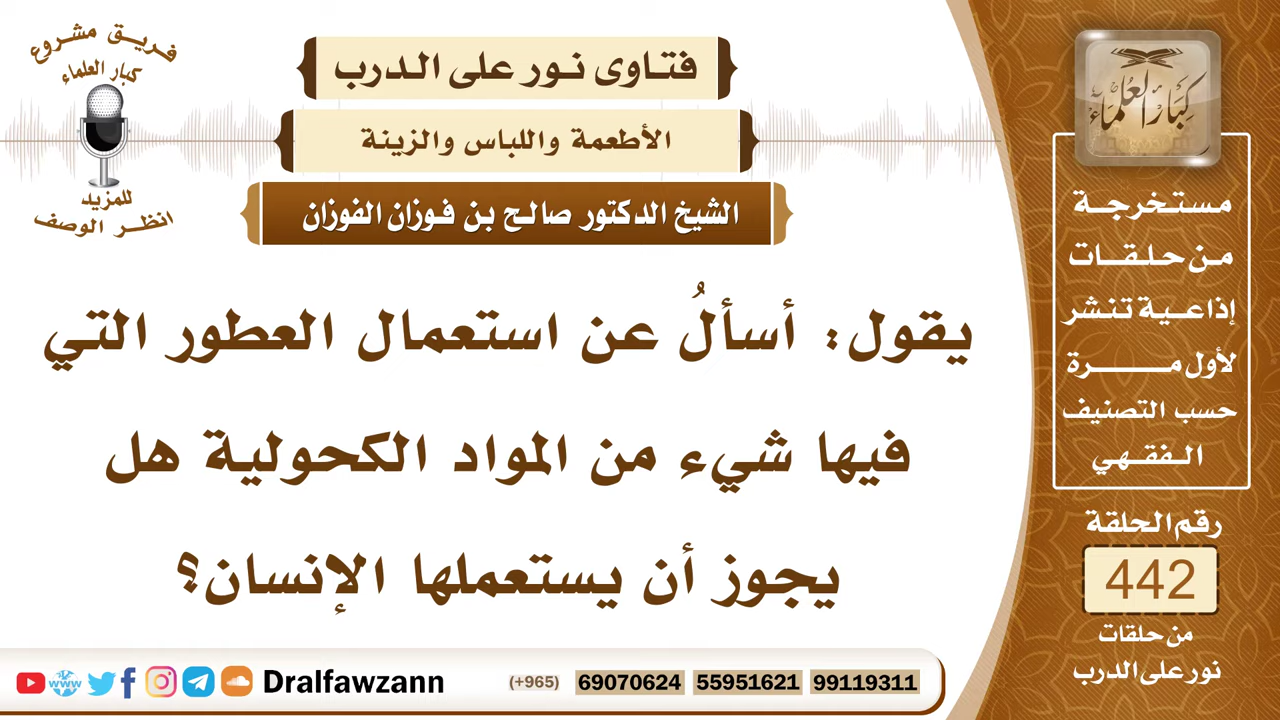 فريق مشروع
كبار العلماء
للمزيد
انظر الوصف
فتاوى نور على الدرب
الأطعمة واللباس والزينة
الشيخ الدكتور صالح بن فوزان الفوزان
يقول: أسألُ عن استعمال العطور التي
فيها شيء من المواد الكحولية هل
يجوز أن يستعملها الإنسان؟
كبار العلماء
مستخرجة
من حلقات
إذاعية تنشر
لأول مرة
حسب التصنيف
الفقهي
رقم الحلقة
442
من حلقات
نور على الدرب
www Dralfawzann (+965) 69070624 55951621 99119311